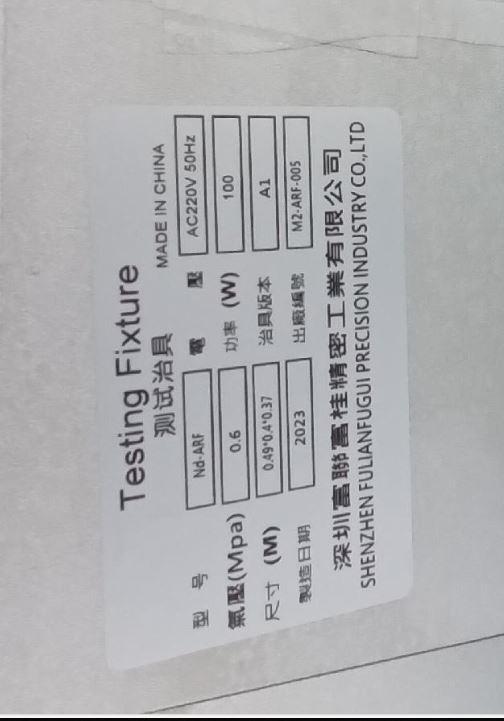 Testing Fixture
测试治具 MADE IN CHINA
型 号 Nd-ARF 電 壓 AC220V 50Hz
氣壓(Mpa) 0.6 功率 (W) 100
尺寸 (M) 0.49*0.4*0.37 治具版本 A1
製造日期 2023 出廠編號 M2-ARF-005
深圳富聯富桂精密工業有限公司
SHENZHEN FULIANFUGUI PRECISION INDUSTRY CO.,LTD